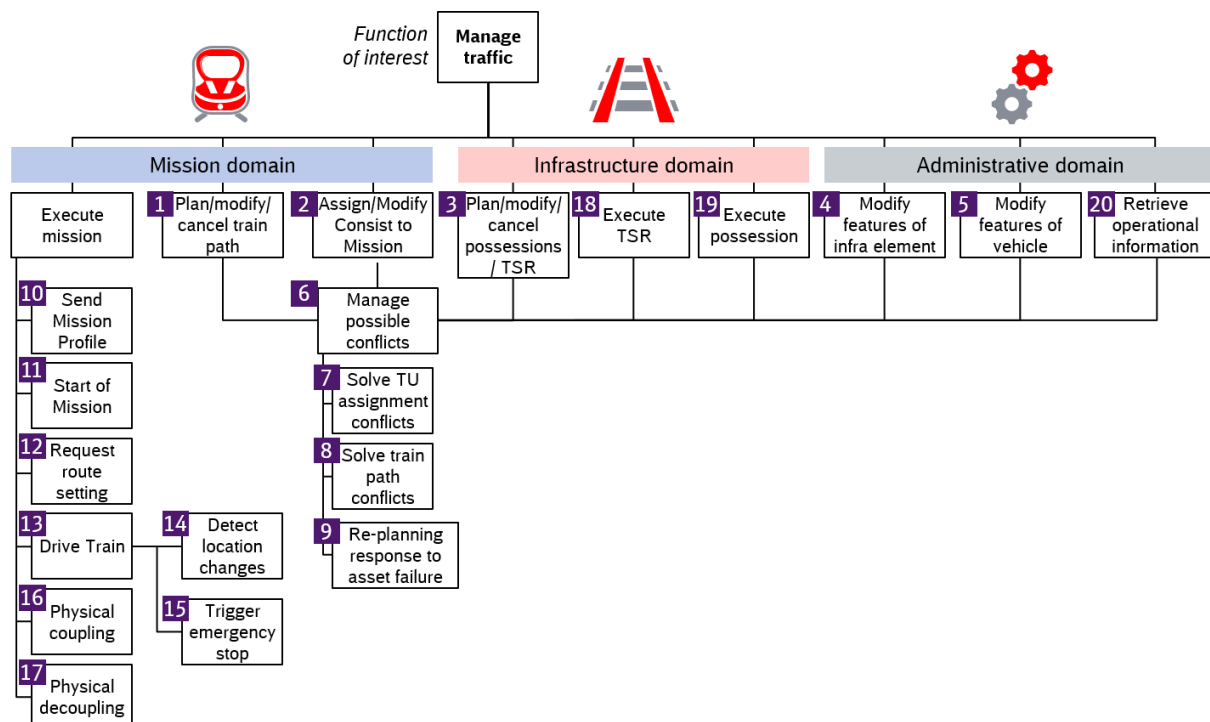 Function
of interest
Manage
traffic
Mission domain
Infrastructure domain
Administrative domain
Execute
mission
1
Plan/modify/
cancel train
path
2
Assign/Modify
Consist to
Mission
3
Plan/modify/
cancel
possessions
/ TSR
18
Execute
TSR
19
Execute
possession
4
Modify
features of
infra element
5
Modify
features
of vehicle
20
Retrieve
operational
information
10
Send
Mission
Profile
6
Manage
possible
conflicts
11
Start of
Mission
7
Solve TU
assignment
conflicts
12
Request
route
setting
8
Solve train
path
conflicts
13
Drive Train
14
Detect
location
changes
9
Re-planning
response to
asset failure
16
Physical
coupling
15
Trigger
emergency
stop
17
Physical
decoupling